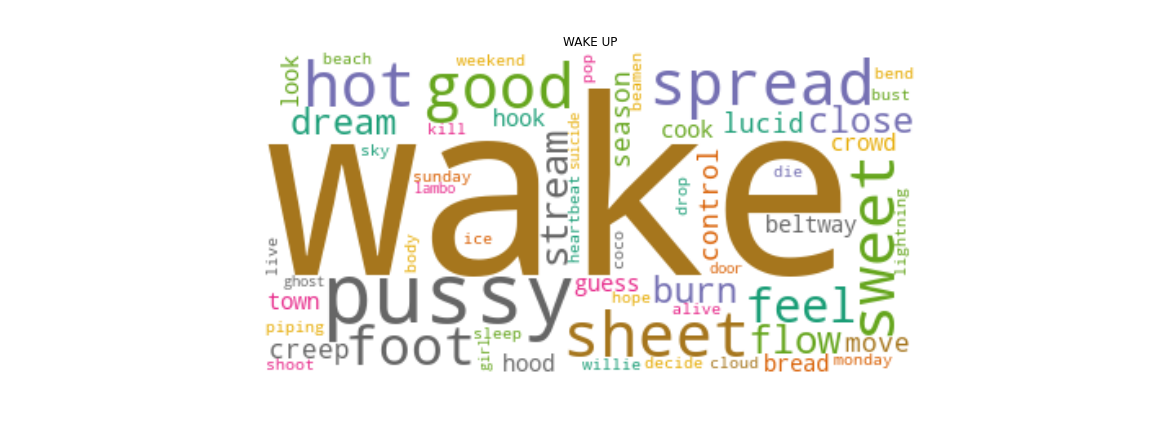 WAKE UP
look
beach
hot
weekend
good
pop
season
beamen
spread
bend
bust
dream
kill
hook
suicide
cook
lucid
close
crowd
wake
sky
sunday
lambo
stream
heartbeat
control
drop
die
beltway
sweet
lightning
live
body
ice
coco
door
ghost
pussy
guess
hope
burn
alive
feel
town
piping
creep
foot
sleep
girl
hood
sheet
flow
move
shoot
willie
decide
cloud
bread
monday